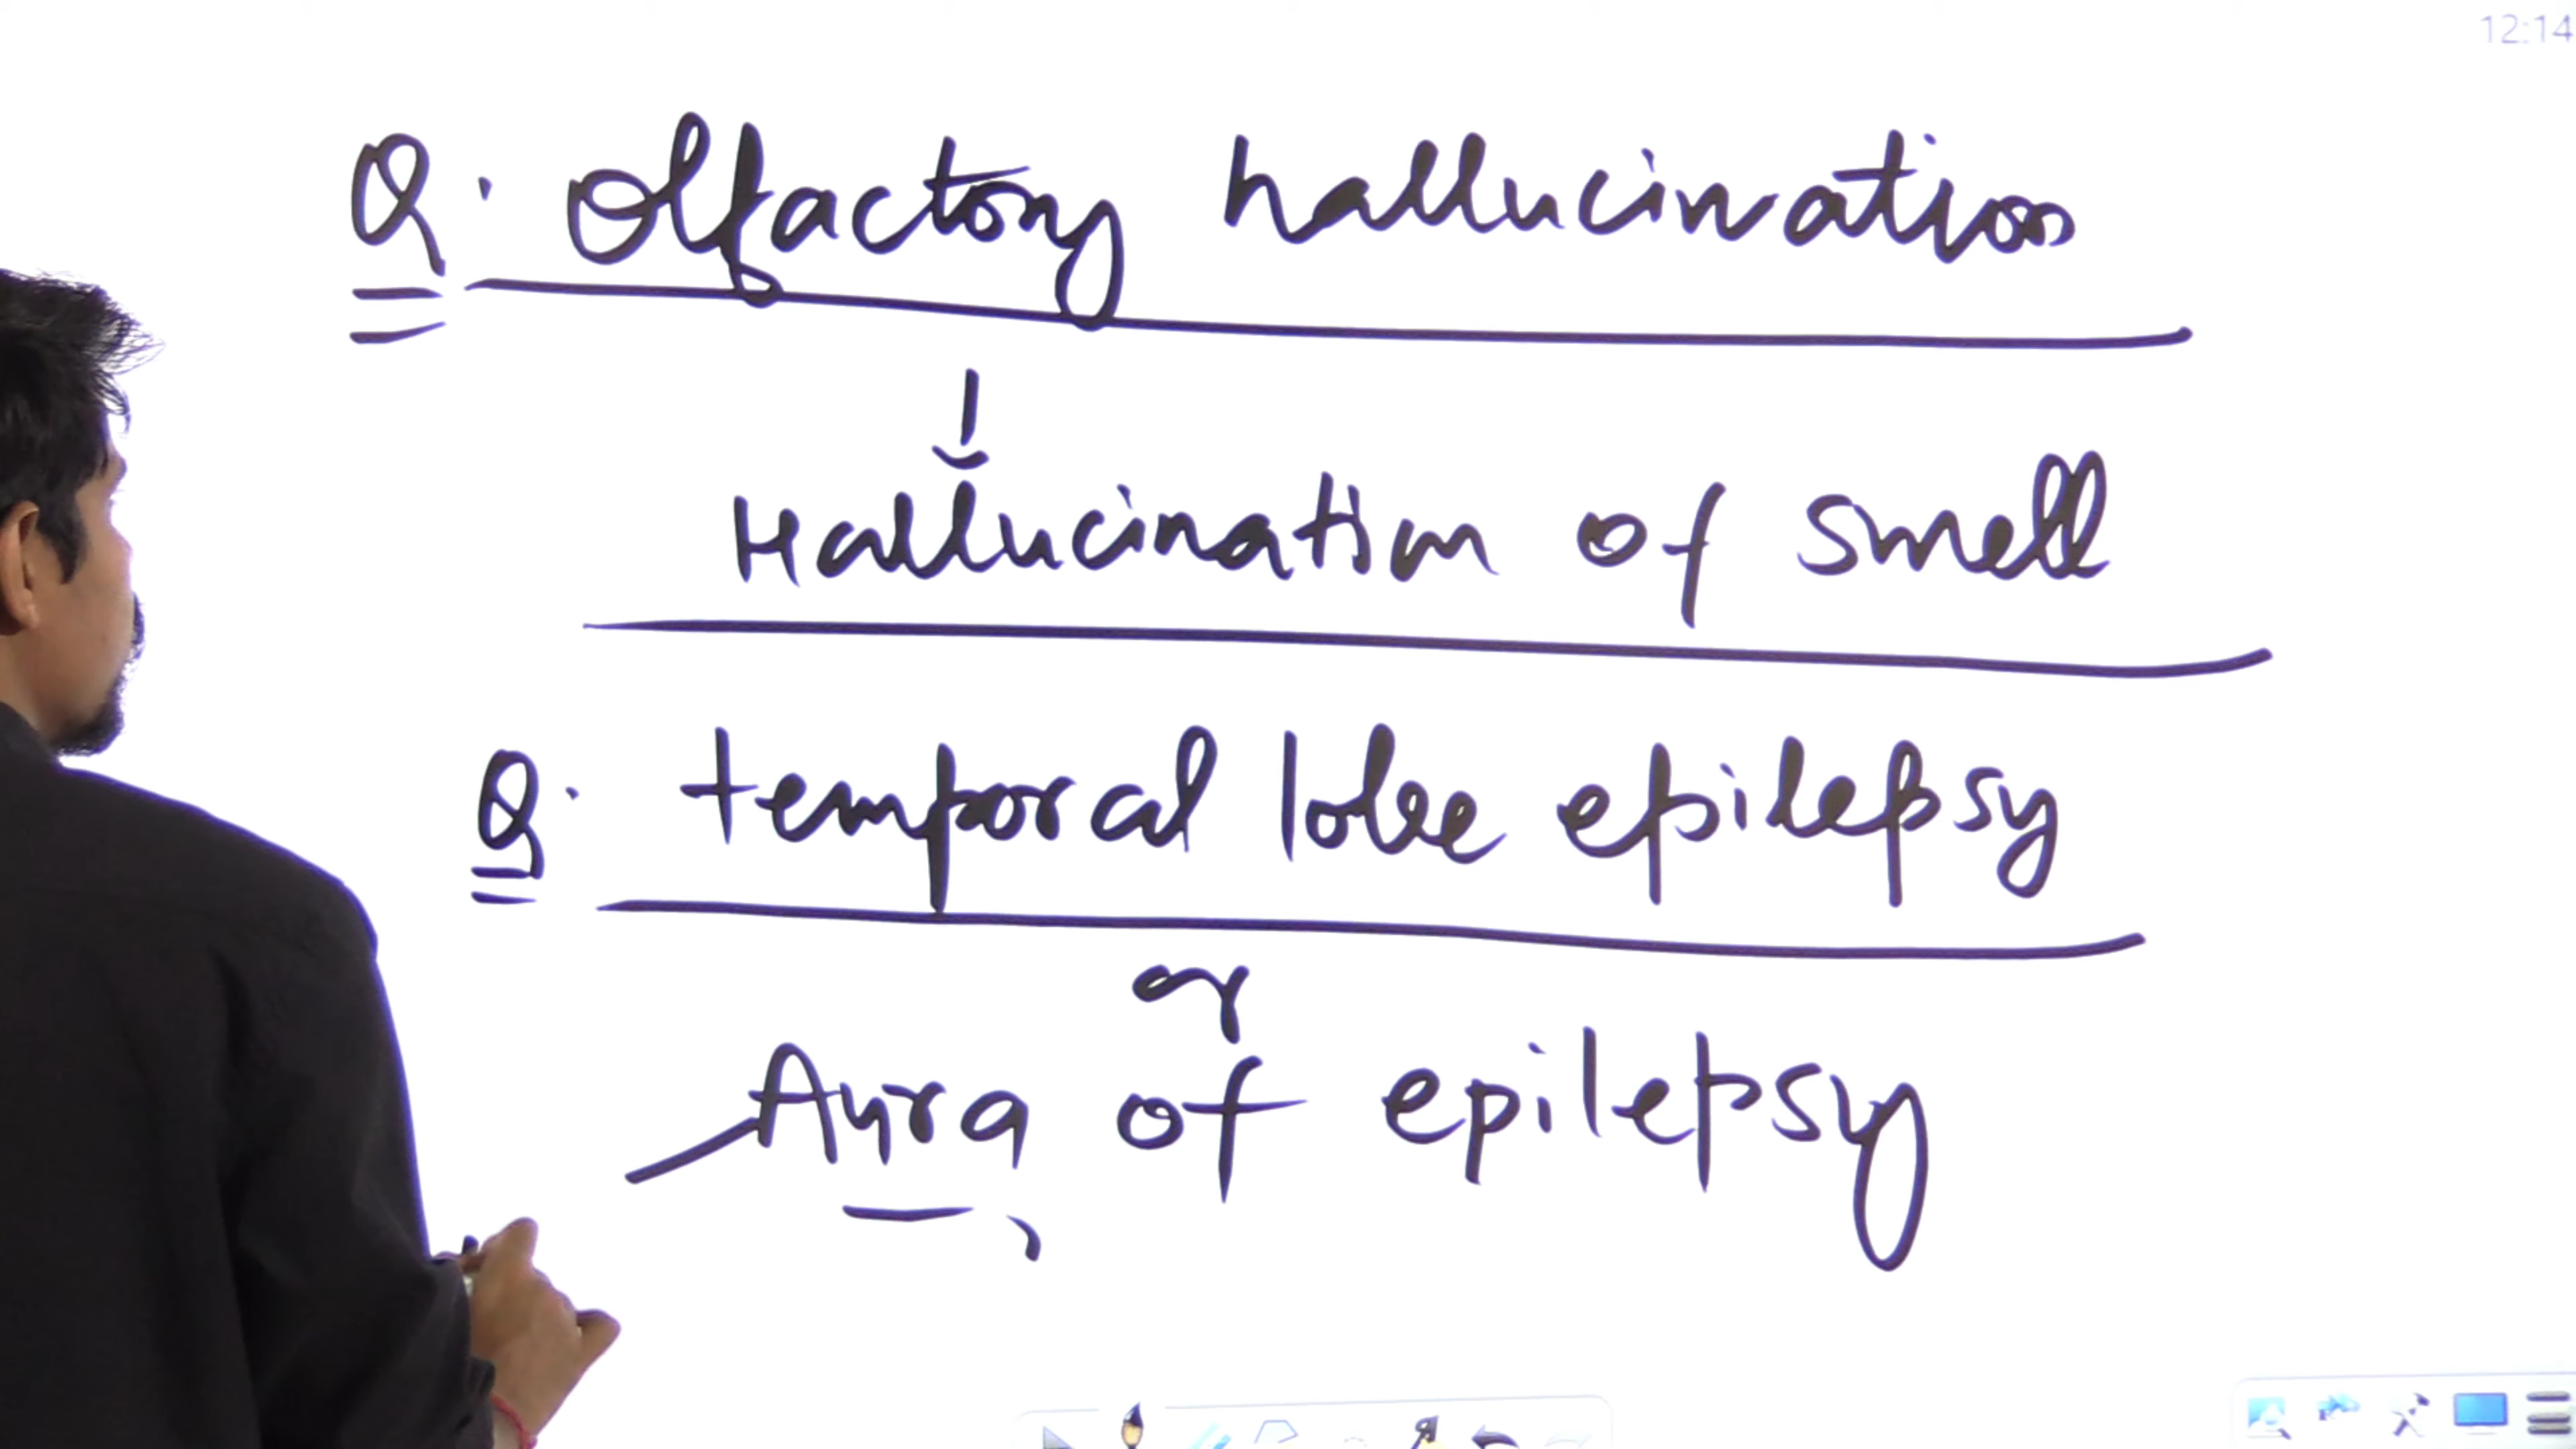 12:14
Q. Olfactory hallucination
Hallucination of smell
Q. temporal lobe epilepsy
or
Aura of epilepsy